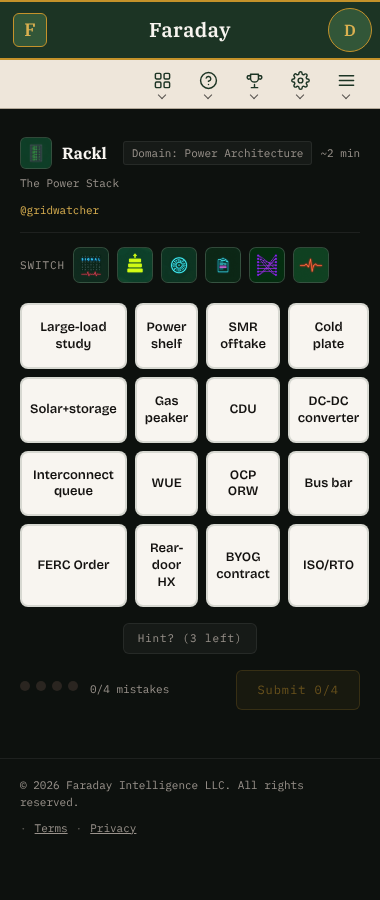 F
Faraday
D
Rackl
Domain: Power Architecture
~2 min
The Power Stack
@gridwatcher
SWITCH
Large-load
study
Power
shelf
SMR
offtake
Cold
plate
Solar+storage
Gas
peaker
CDU
DC-DC
converter
Interconnect
queue
WUE
OCP
ORW
Bus bar
FERC Order
Rear-
door
HX
BYOG
contract
ISO/RTO
Hint? (3 left)
0/4 mistakes
Submit 0/4
© 2026 Faraday Intelligence LLC. All rights
reserved.
· Terms · Privacy